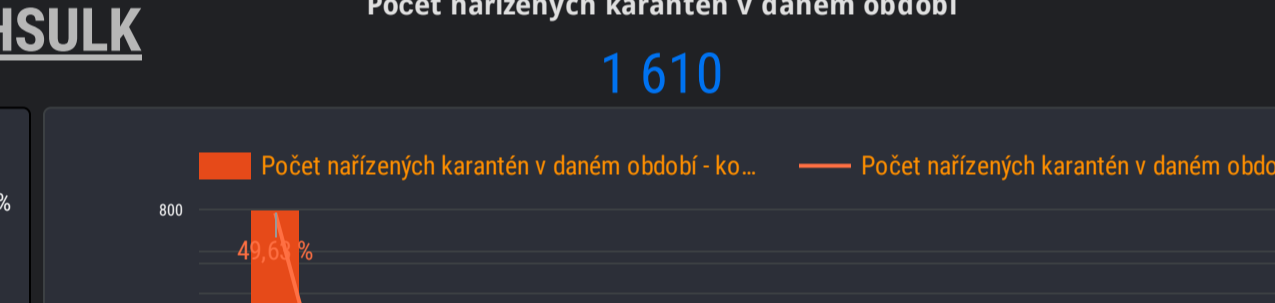 Počet nařízených karantén v daném období
HSULK
1 610
Počet nařízených karantén v daném období - ko...
Počet nařízených karantén v daném obdo
%
800
49,63 %